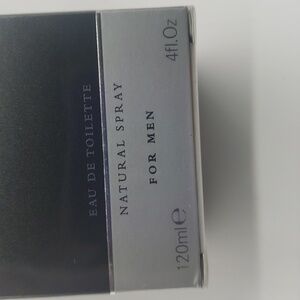 EAU DE TOILETTE
NATURAL SPRAY
FOR MEN
120ml℮ 4fl.Oz